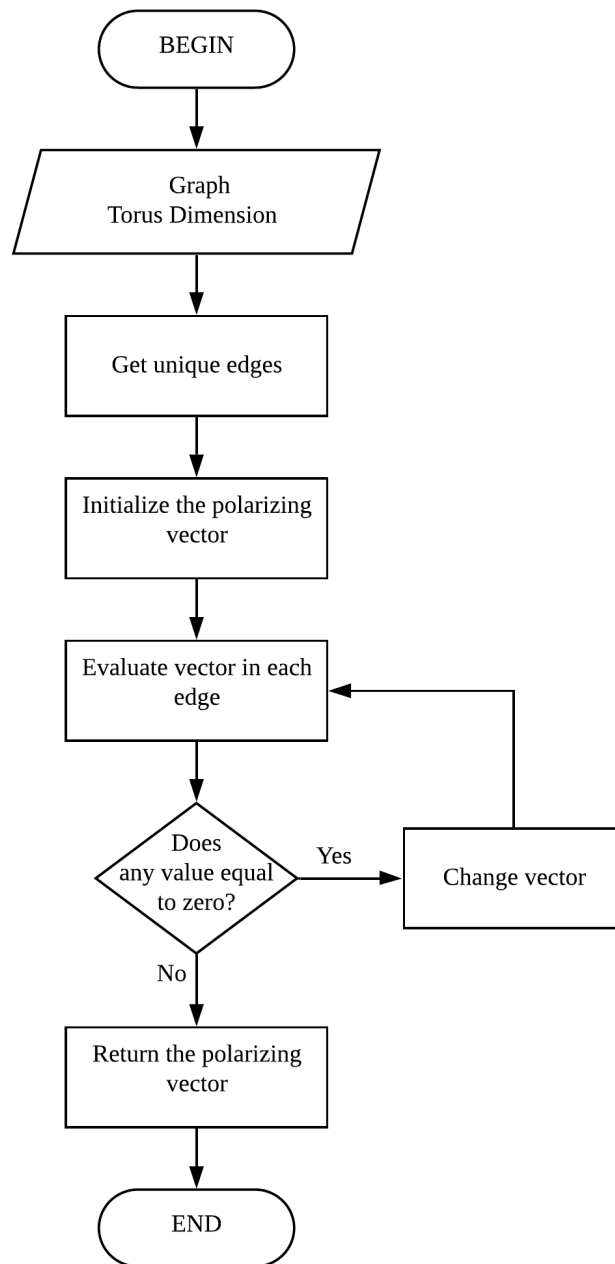 BEGIN
Graph
Torus Dimension
Get unique edges
Initialize the polarizing
vector
Evaluate vector in each
edge
Does
any value equal
to zero?
Yes
Change vector
No
Return the polarizing
vector
END